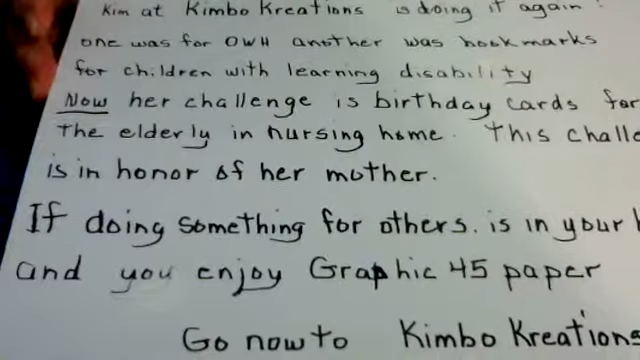 Kim at Kimbo Kreations is doing it again!
one was for OWH another was bookmarks
for children with learning disability
Now her challenge is birthday cards for
the elderly in nursing home. This
is in honor of her mother.
If doing something for others. is in your
and you enjoy Graphic 45 paper
Go now to Kimbo Kreations